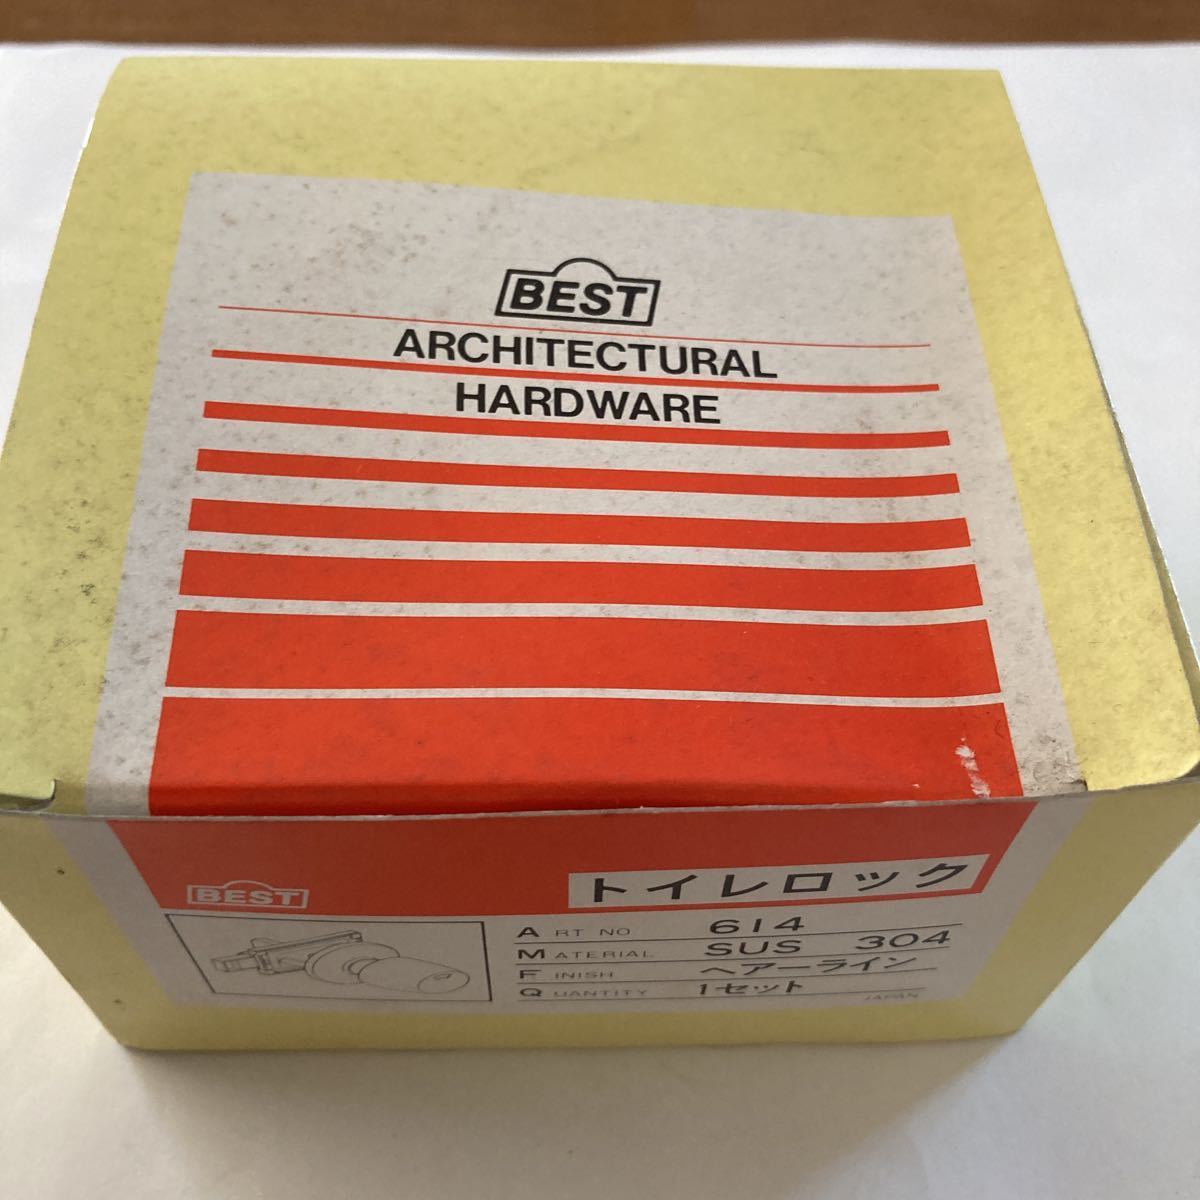 BEST
ARCHITECTURAL
HARDWARE
BEST
トイレロック
ART NO 614
MATERIAL SUS 304
FINISH ヘアーライン
QUANTITY 1セット
JAPAN